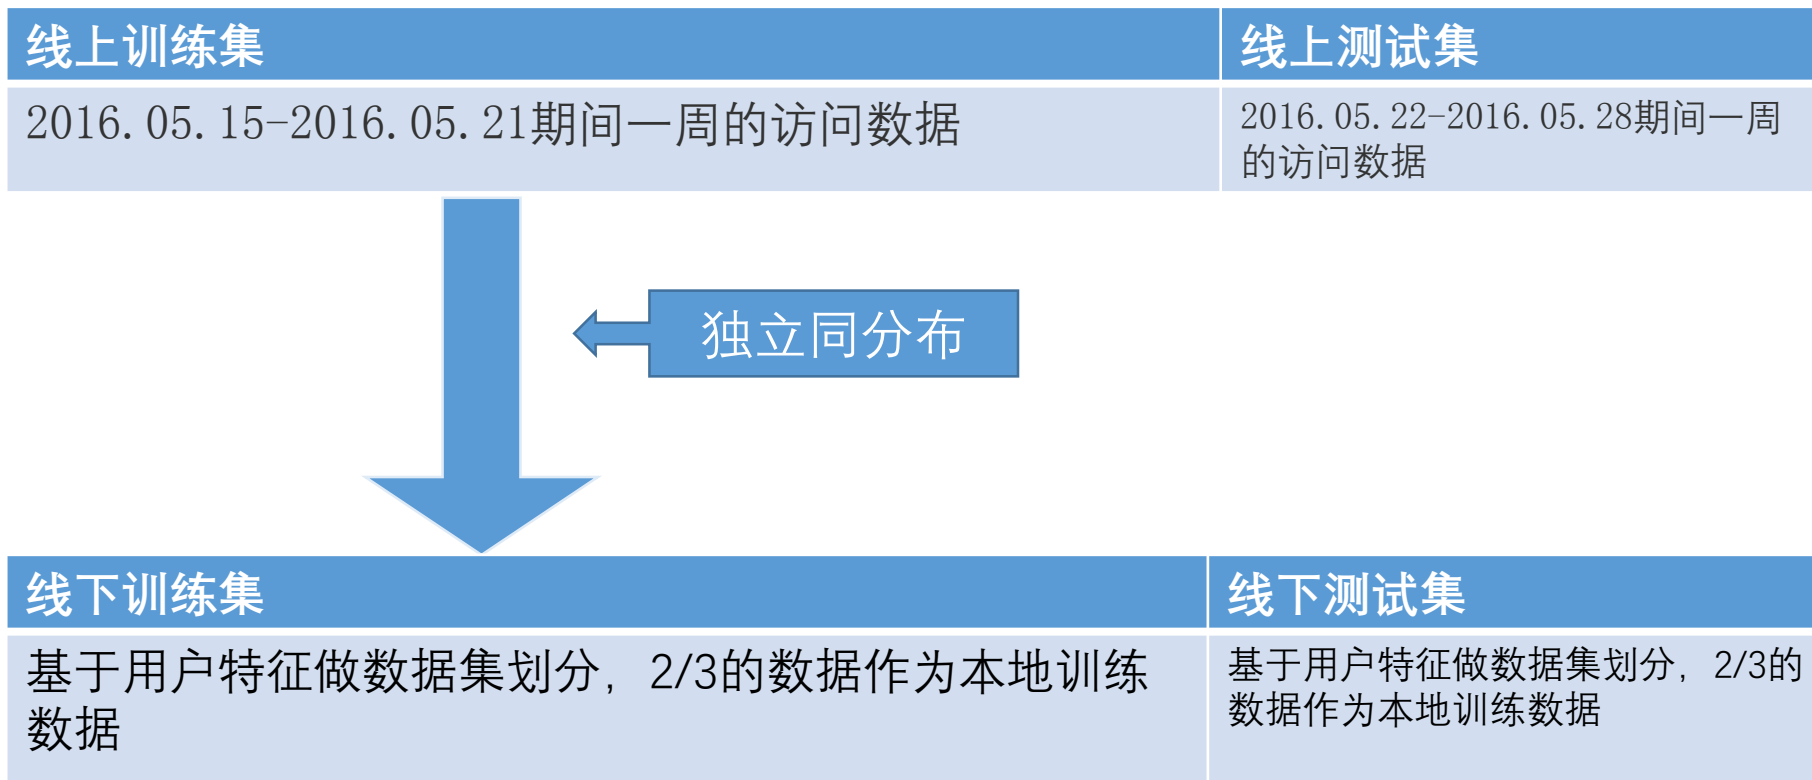 线上训练集
线上测试集
2016.05.15-2016.05.21期间一周的访问数据
2016.05.22-2016.05.28期间一周
的访问数据
独立同分布
线下训练集
线下测试集
基于用户特征做数据集划分，2/3的数据作为本地训练
数据
基于用户特征做数据集划分，2/3的
数据作为本地训练数据